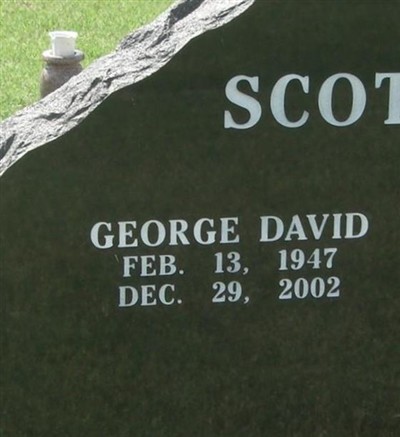 SCOT
GEORGE DAVID
FEB. 13, 1947
DEC. 29, 2002